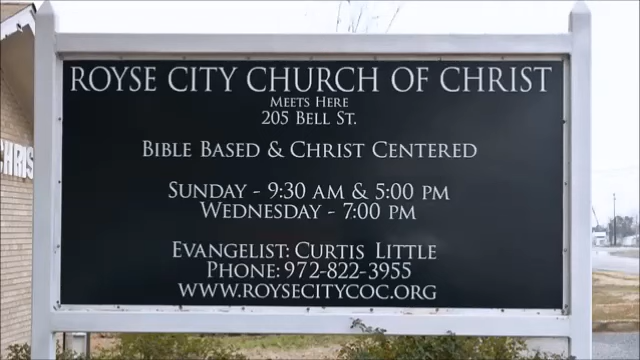 ROYSE CITY CHURCH OF CHRIST
MEETS HERE
205 BELL ST.
BIBLE BASED & CHRIST CENTERED
SUNDAY - 9:30 AM & 5:00 PM
WEDNESDAY - 7:00 PM
EVANGELIST: CURTIS LITTLE
PHONE: 972-822-3955
WWW.ROYSECITYCOC.ORG
CHRIS